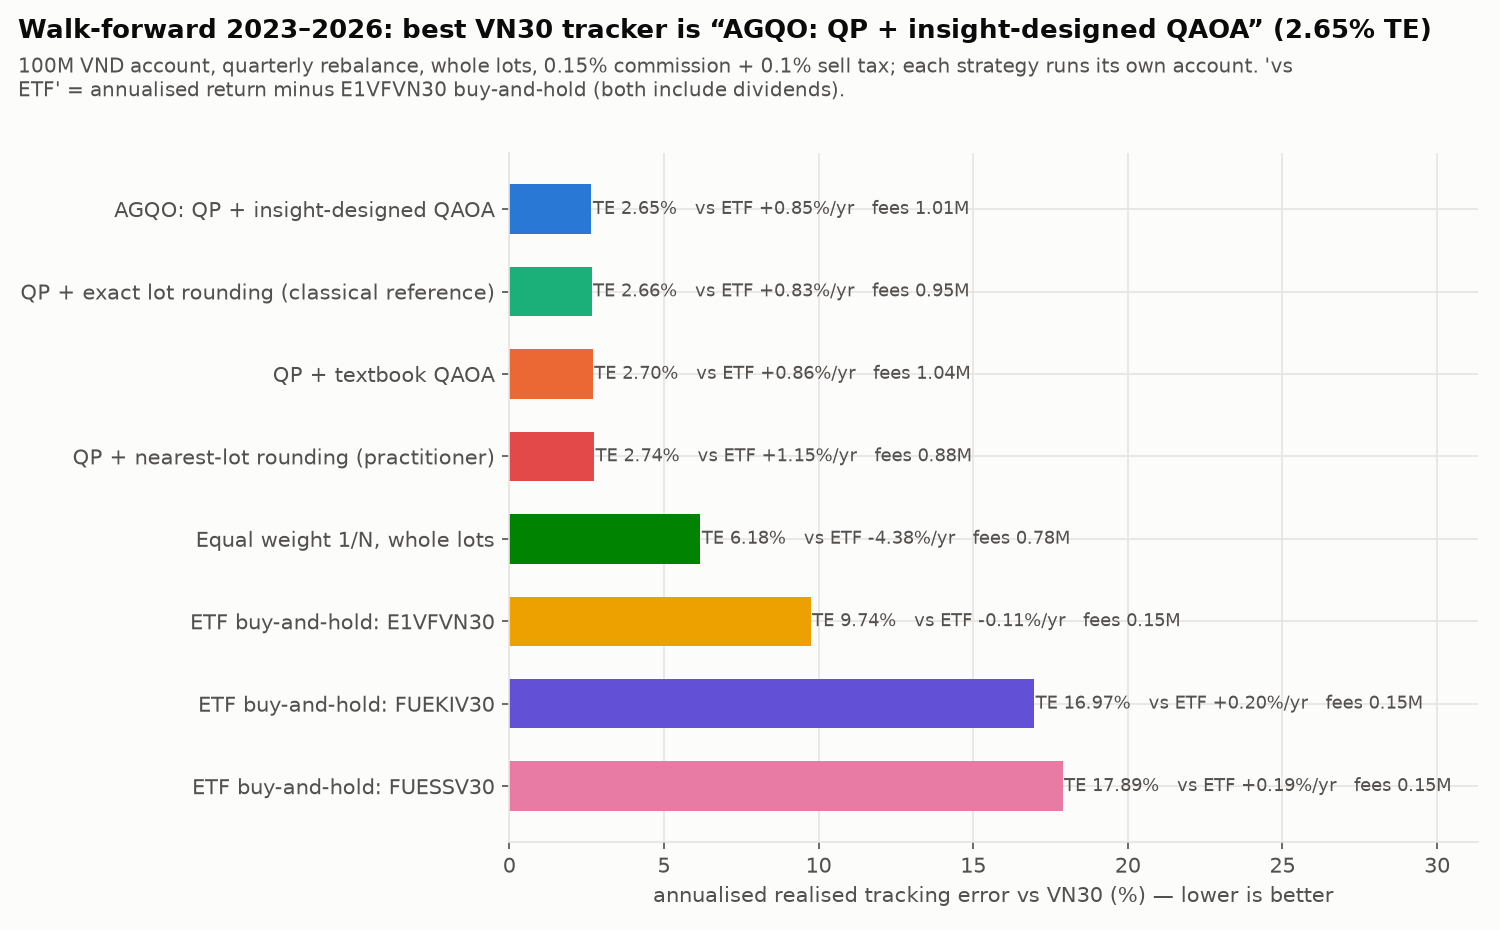 Walk-forward 2023–2026: best VN30 tracker is “AGQO: QP + insight-designed QAOA” (2.65% TE)
100M VND account, quarterly rebalance, whole lots, 0.15% commission + 0.1% sell tax; each strategy runs its own account. 'vs
ETF' = annualised return minus E1VFVN30 buy-and-hold (both include dividends).
AGQO: QP + insight-designed QAOA TE 2.65% vs ETF +0.85%/yr fees 1.01M
QP + exact lot rounding (classical reference) TE 2.66% vs ETF +0.83%/yr fees 0.95M
QP + textbook QAOA TE 2.70% vs ETF +0.86%/yr fees 1.04M
QP + nearest-lot rounding (practitioner) TE 2.74% vs ETF +1.15%/yr fees 0.88M
Equal weight 1/N, whole lots TE 6.18% vs ETF -4.38%/yr fees 0.78M
ETF buy-and-hold: E1VFVN30 TE 9.74% vs ETF -0.11%/yr fees 0.15M
ETF buy-and-hold: FUEKIV30 TE 16.97% vs ETF +0.20%/yr fees 0.15M
ETF buy-and-hold: FUESSV30 TE 17.89% vs ETF +0.19%/yr fees 0.15M
0 5 10 15 20 25 30
annualised realised tracking error vs VN30 (%) — lower is better